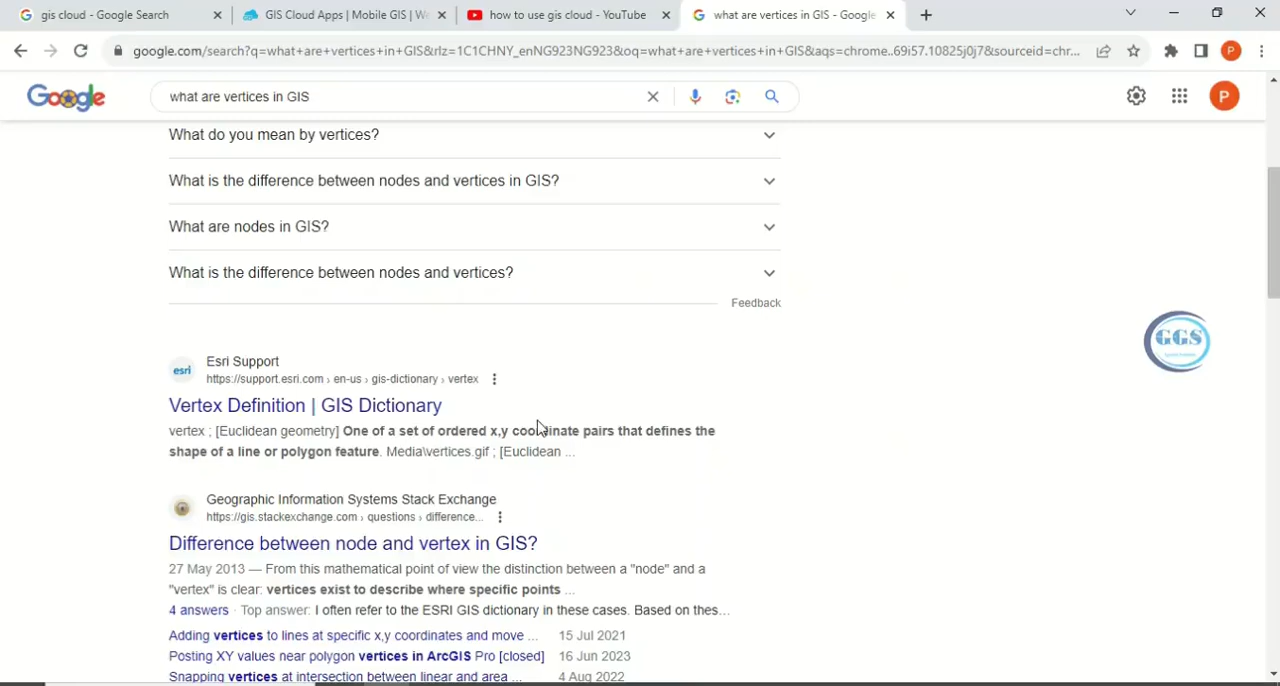 gis cloud - Google Search
GIS Cloud Apps | Mobile GIS | We
how to use gis cloud - YouTube
what are vertices in GIS - Google
google.com/search?q=what+are+vertices+in+GIS&rlz=1C1CHNY_enNG923NG923&oq=what+are+vertices+in+GIS&aqs=chrome..69i57.10825j0j7&sourceid=chr...
P
Google
what are vertices in GIS
P
What do you mean by vertices?
What is the difference between nodes and vertices in GIS?
What are nodes in GIS?
What is the difference between nodes and vertices?
Feedback
GGS
esri
Esri Support
https://support.esri.com › en-us › gis-dictionary › vertex
Vertex Definition | GIS Dictionary
vertex ; [Euclidean geometry] One of a set of ordered x,y coordinate pairs that defines the
shape of a line or polygon feature. Media\vertices.gif ; [Euclidean ...
Geographic Information Systems Stack Exchange
https://gis.stackexchange.com › questions › difference...
Difference between node and vertex in GIS?
27 May 2013 — From this mathematical point of view the distinction between a "node" and a
"vertex" is clear: vertices exist to describe where specific points ...
4 answers · Top answer: I often refer to the ESRI GIS dictionary in these cases. Based on thes...
Adding vertices to lines at specific x,y coordinates and move ... 15 Jul 2021
Posting XY values near polygon vertices in ArcGIS Pro [closed] 16 Jun 2023
Snapping vertices at intersection between linear and area ... 4 Aug 2022